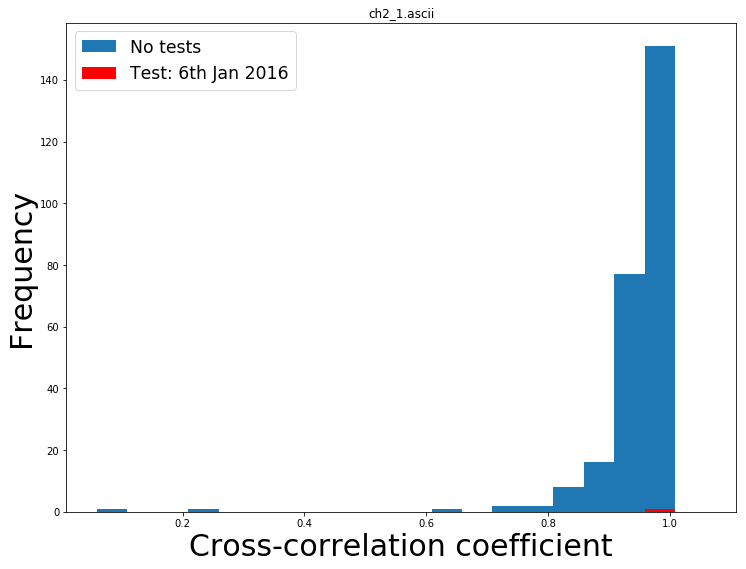 ch2_1.ascii
No tests
Test: 6th Jan 2016
Frequency
140
120
100
80
60
40
20
0
0.2 0.4 0.6 0.8 1.0
Cross-correlation coefficient